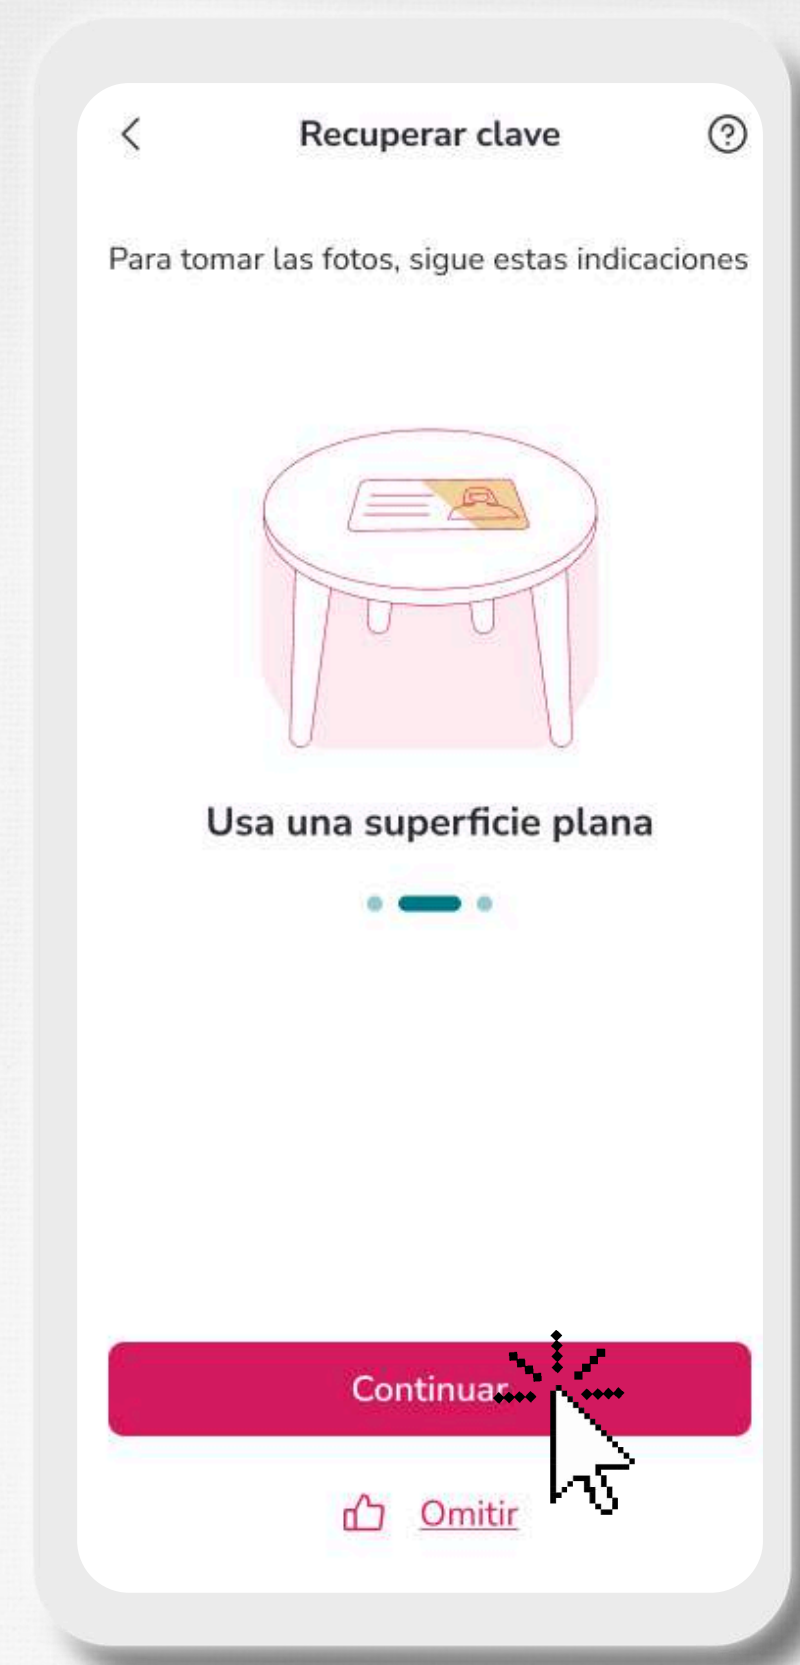 Recuperar clave
Para tomar las fotos, sigue estas indicaciones
Usa una superficie plana
Continuar
Omitir